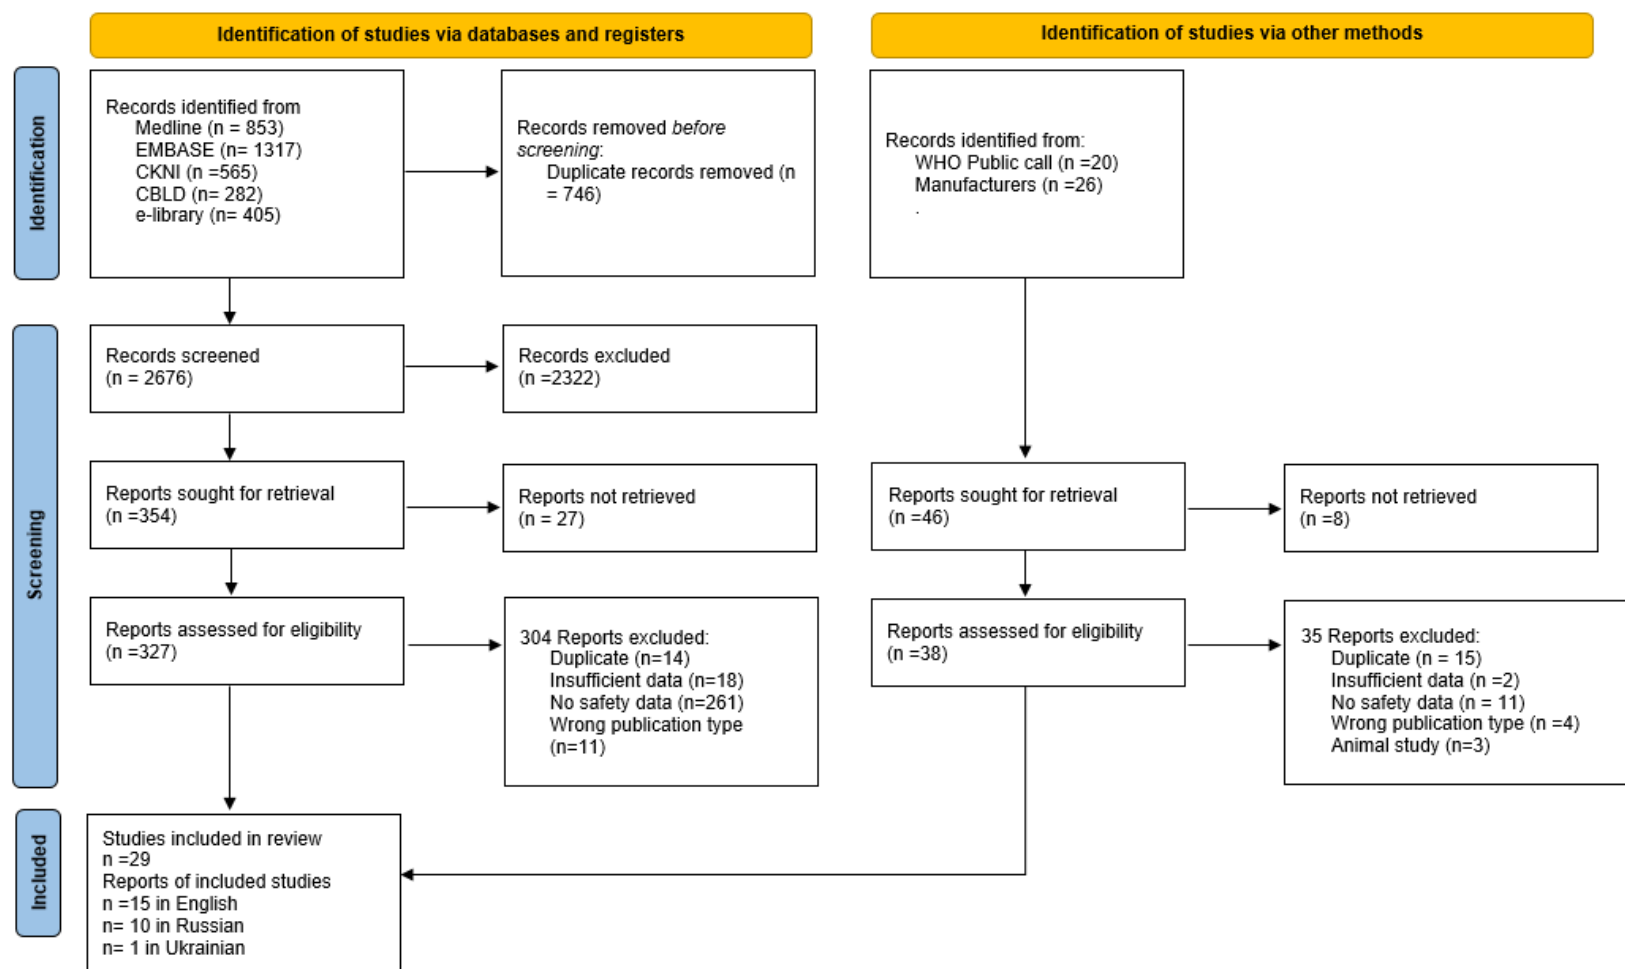 Identification of studies via databases and registers
Identification of studies via other methods
Identification
Records identified from
Medline (n = 853)
EMBASE (n= 1317)
CKNI (n =565)
CBLD (n= 282)
e-library (n= 405)
Records removed before
screening:
Duplicate records removed (n
= 746)
Records identified from:
WHO Public call (n =20)
Manufacturers (n =26)
.
Screening
Records screened
(n = 2676)
Records excluded
(n =2322)
Reports sought for retrieval
(n =354)
Reports not retrieved
(n = 27)
Reports sought for retrieval
(n =46)
Reports not retrieved
(n =8)
Reports assessed for eligibility
(n =327)
304 Reports excluded:
Duplicate (n=14)
Insufficient data (n=18)
No safety data (n=261)
Wrong publication type
(n=11)
Reports assessed for eligibility
(n =38)
35 Reports excluded:
Duplicate (n = 15)
Insufficient data (n =2)
No safety data (n = 11)
Wrong publication type (n =4)
Animal study (n=3)
Included
Studies included in review
n =29
Reports of included studies
n =15 in English
n= 10 in Russian
n= 1 in Ukrainian